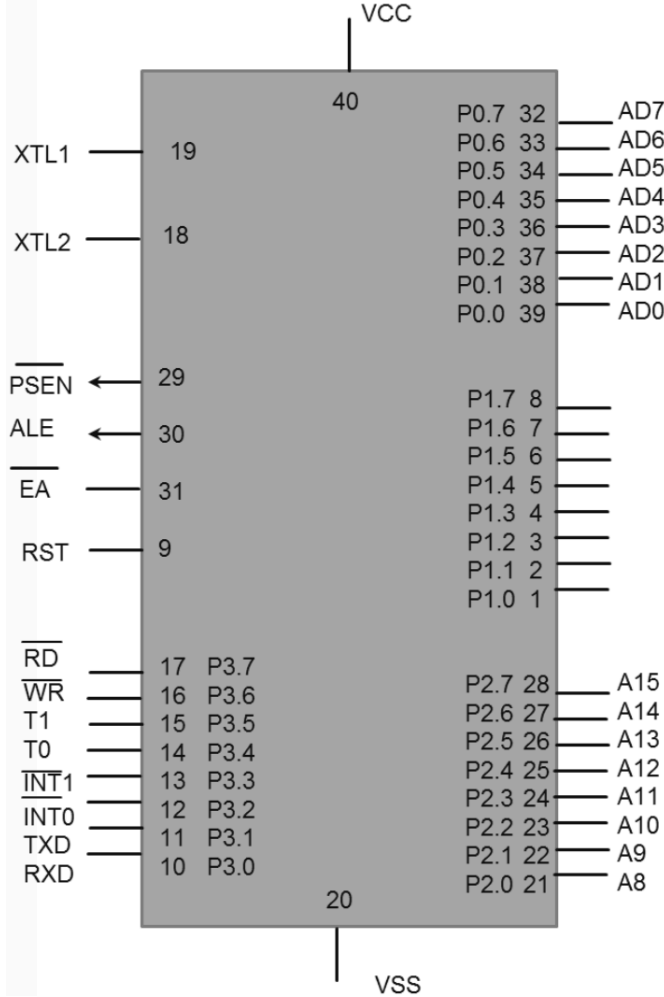 VCC
40
P0.7 32 AD7
P0.6 33 AD6
XTL1 19
P0.5 34 AD5
P0.4 35 AD4
P0.3 36 AD3
XTL2 18
P0.2 37 AD2
P0.1 38 AD1
P0.0 39 AD0
PSEN 29
P1.7 8
ALE 30
P1.6 7
P1.5 6
EA 31
P1.4 5
P1.3 4
RST 9
P1.2 3
P1.1 2
P1.0 1
RD 17 P3.7
P2.7 28 A15
WR 16 P3.6
P2.6 27 A14
T1 15 P3.5
P2.5 26 A13
T0 14 P3.4
P2.4 25 A12
INT1 13 P3.3
P2.3 24 A11
INT0 12 P3.2
P2.2 23 A10
TXD 11 P3.1
P2.1 22 A9
RXD 10 P3.0
P2.0 21 A8
20
VSS